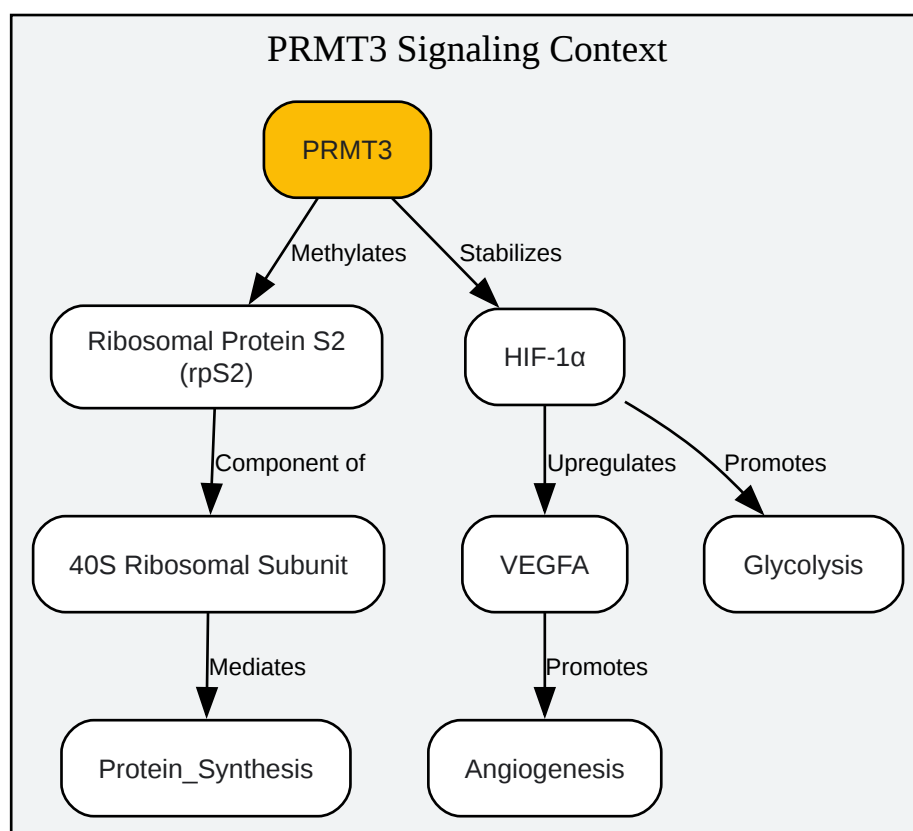 PRMT3 Signaling Context
PRMT3
Methylates
Stabilizes
Ribosomal Protein S2
(rpS2)
HIF-1α
Component of
Upregulates
Promotes
40S Ribosomal Subunit
VEGFA
Glycolysis
Mediates
Promotes
Protein_Synthesis
Angiogenesis